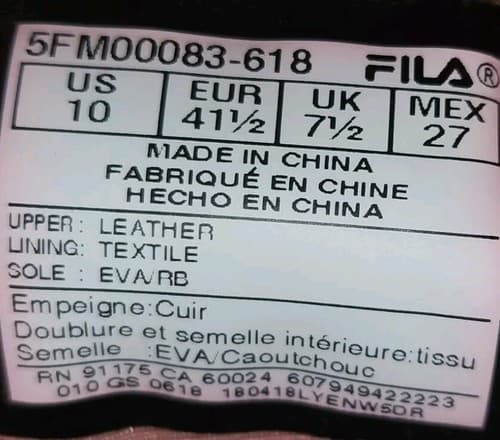 5FM00083-618 FILA®
US EUR UK MEX
10 41½ 7½ 27
MADE IN CHINA
FABRIQUÉ EN CHINE
HECHO EN CHINA
UPPER: LEATHER
LINING: TEXTILE
SOLE : EVA/RB
Empeigne:Cuir
Doublure et semelle intérieure:tissu
Semelle :EVA/Caoutchouc
RN 91175 CA 60024 607949422223
010 GS 0618 180418LYENW5DR